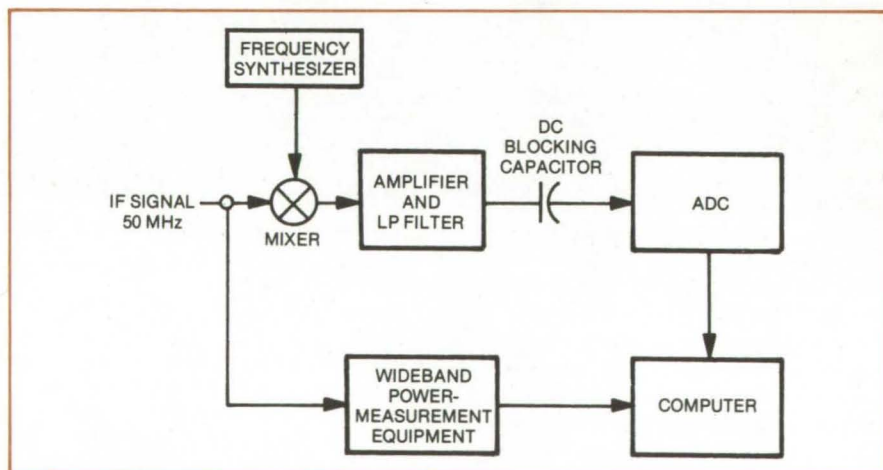 FREQUENCY
SYNTHESIZER
DC
BLOCKING
CAPACITOR
IF SIGNAL
50 MHz
MIXER
AMPLIFIER
AND
LP FILTER
ADC
WIDEBAND
POWER-
MEASUREMENT
EQUIPMENT
COMPUTER